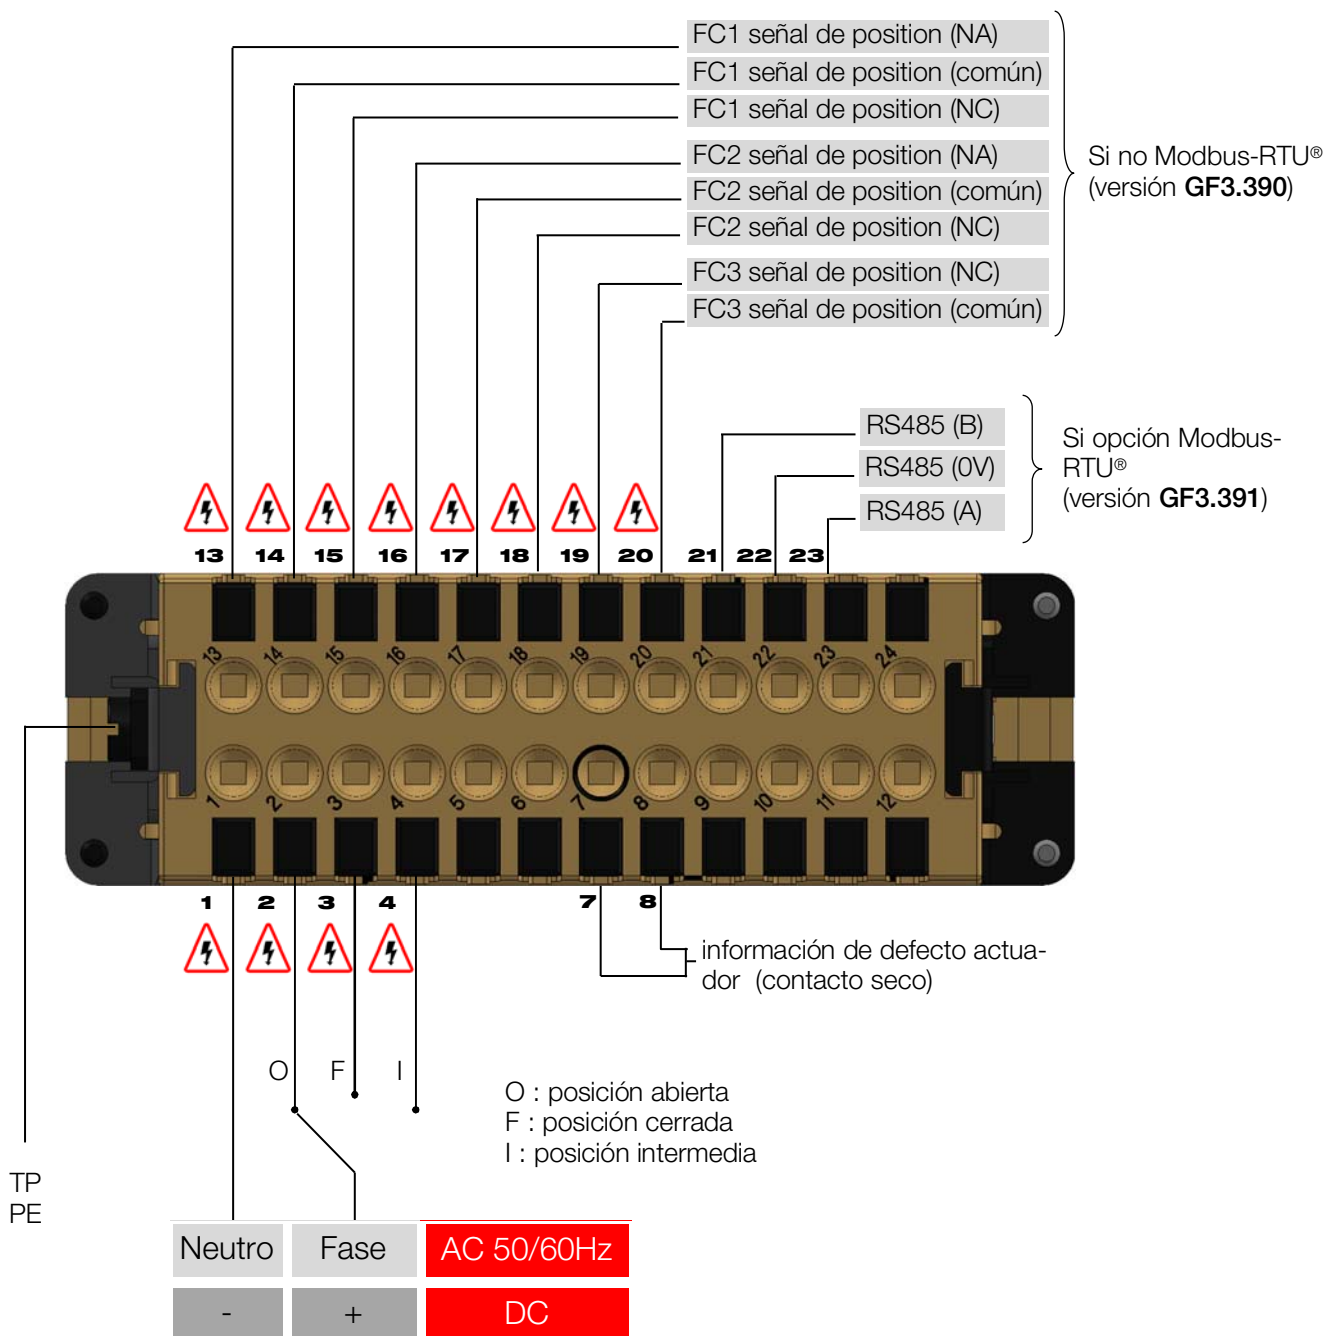 FC1 señal de position (NA)
FC1 señal de position (común)
FC1 señal de position (NC)
FC2 señal de position (NA)
FC2 señal de position (común)
FC2 señal de position (NC)
FC3 señal de position (NC)
FC3 señal de position (común)
Si no Modbus-RTU®
(versión GF3.390)
RS485 (B)
RS485 (0V)
RS485 (A)
Si opción Modbus-
RTU®
(versión GF3.391)
13 14 15 16 17 18 19 20 21 22 23
13 14 15 16 17 18 19 20 21 22 23 24
1 2 3 4 5 6 7 8 9 10 11 12
1 2 3 4 7 8
información de defecto actua-
dor (contacto seco)
O F I
O : posición abierta
F : posición cerrada
I : posición intermedia
TP
PE
Neutro Fase AC 50/60Hz
- + DC